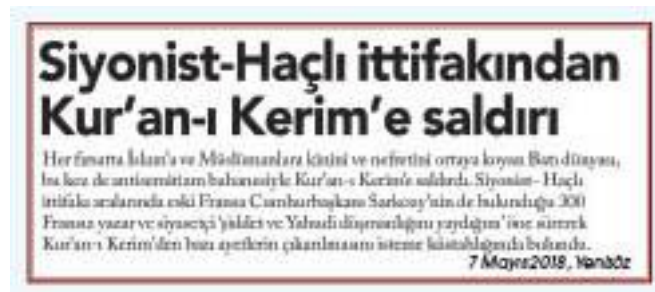 Siyonist-Haçlı ittifakından
Kur'an-ı Kerim'e saldırı
Her fırsatta İslam'a ve Müslümanlara kinini ve nefretini ortaya koyan Batı dünyası,
bu kez de antisemitizm bahanesiyle Kur'an-ı Kerim'e saldırdı. Siyonist- Haçlı
ittifakı aralarında eski Fransa Cumhurbaşkanı Sarkozy'nin de bulunduğu 300
Fransız yazar ve siyasetçi 'şiddet ve Yahudi düşmanlığını yaydığını' öne sürerek
Kur'an-ı Kerim'den bazı ayetlerin çıkarılmasını isteme küstahlığında bulundu.
7 Mayıs 2018, Yenisöz